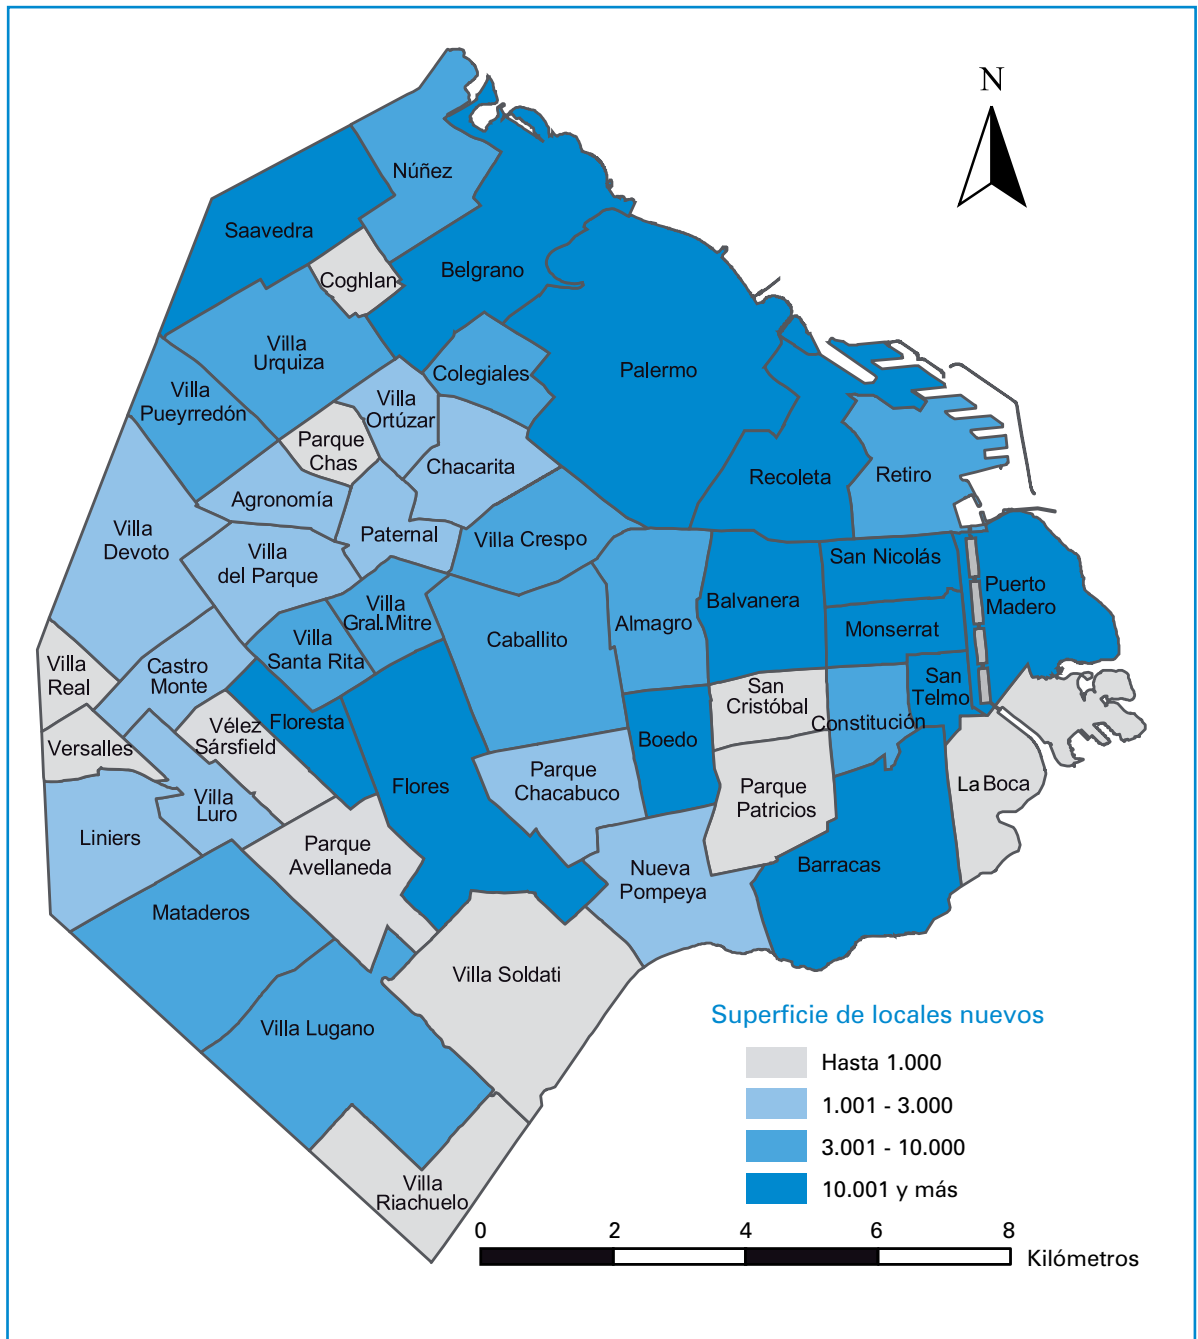 N
Núñez
Saavedra
Coghlan
Belgrano
Villa
Urquiza
Colegiales
Palermo
Villa
Pueyrredón
Villa
Ortúzar
Parque
Chas
Chacarita
Recoleta
Retiro
Agronomía
Villa
Devoto
Paternal
Villa Crespo
Villa
del Parque
San Nicolás
Puerto
Madero
Balvanera
Villa
Gral.Mitre
Almagro
Monserrat
Villa
Santa Rita
Caballito
Villa
Real
Castro
Monte
San
Cristóbal
San
Telmo
Floresta
Constitución
Vélez
Sársfield
Versalles
Boedo
Parque
Chacabuco
Flores
Parque
Patricios
La Boca
Villa
Luro
Liniers
Parque
Avellaneda
Nueva
Pompeya
Barracas
Mataderos
Villa Soldati
Villa Lugano
Villa
Riachuelo
Superficie de locales nuevos
Hasta 1.000
1.001 - 3.000
3.001 - 10.000
10.001 y más
0 2 4 6 8
Kilómetros